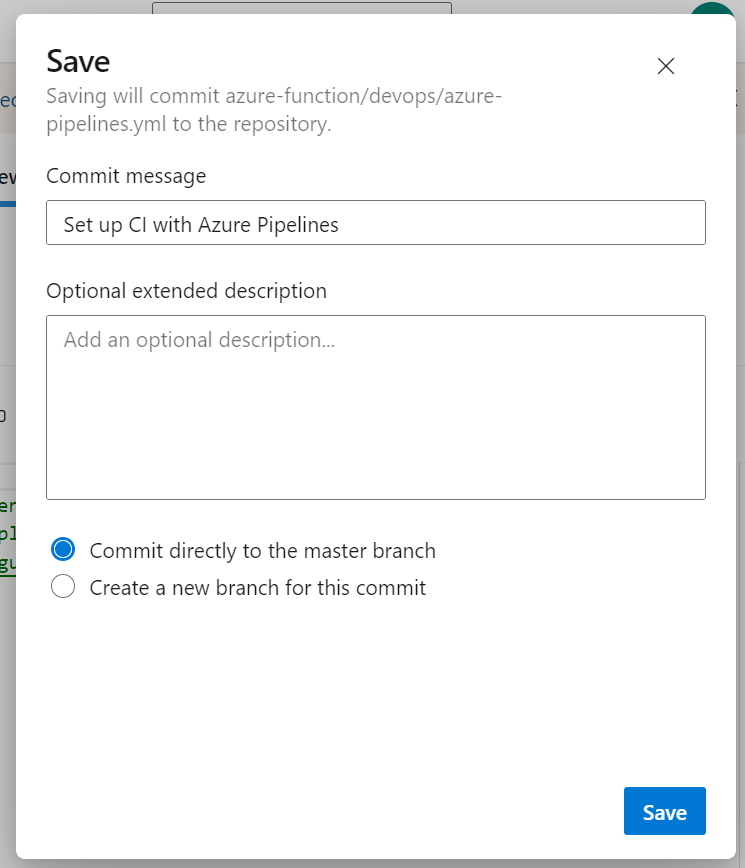 Save
Saving will commit azure-function/devops/azure-
pipelines.yml to the repository.
Commit message
Set up CI with Azure Pipelines
Optional extended description
Add an optional description...
Commit directly to the master branch
Create a new branch for this commit
Save